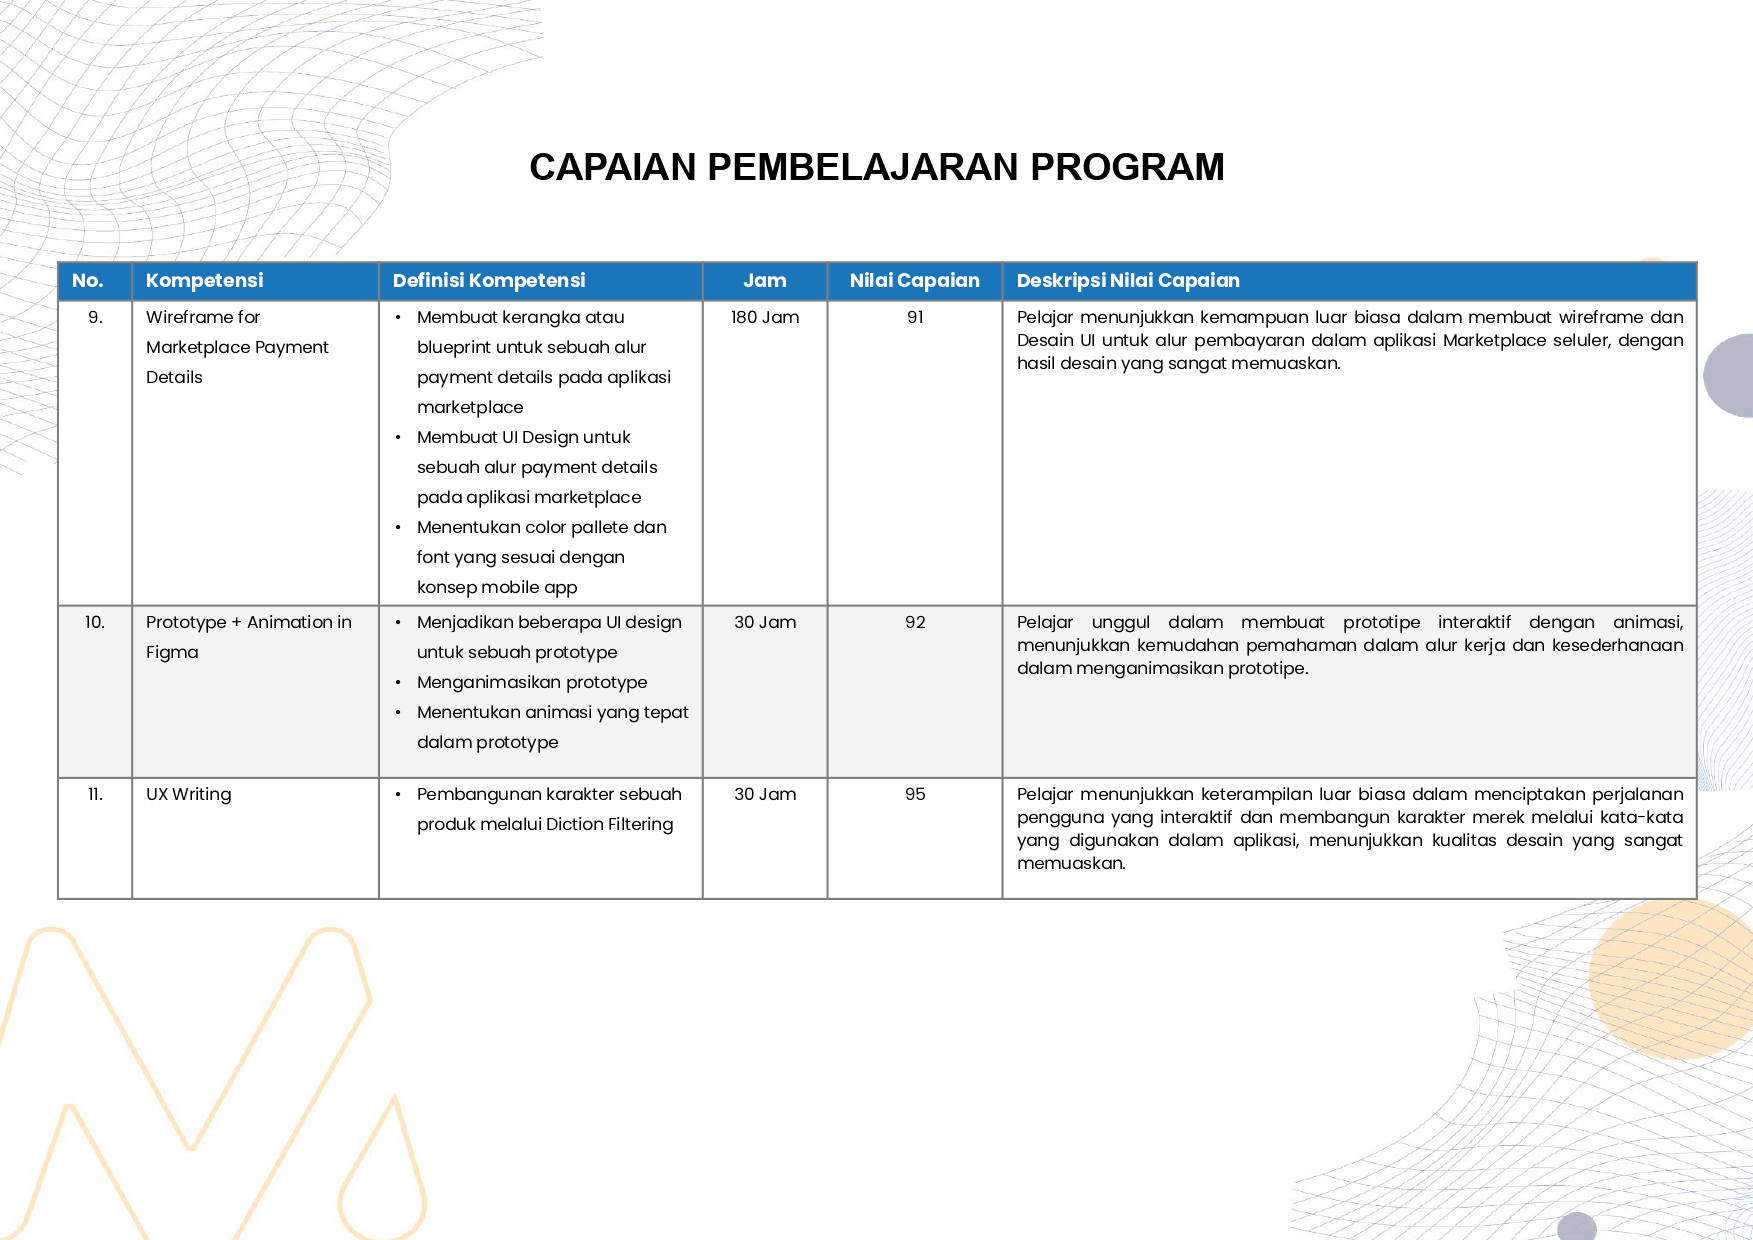 CAPAIAN PEMBELAJARAN PROGRAM
No. Kompetensi Definisi Kompetensi Jam Nilai Capaian Deskripsi Nilai Capaian
9.
Wireframe for
Marketplace Payment
Details
• Membuat kerangka atau
blueprint untuk sebuah alur
payment details pada aplikasi
marketplace
• Membuat UI Design untuk
sebuah alur payment details
pada aplikasi marketplace
• Menentukan color pallete dan
font yang sesuai dengan
konsep mobile app
180 Jam
91
Pelajar menunjukkan kemampuan luar biasa dalam membuat wireframe dan
Desain UI untuk alur pembayaran dalam aplikasi Marketplace seluler, dengan
hasil desain yang sangat memuaskan.
10.
Prototype + Animation in
Figma
• Menjadikan beberapa UI design
untuk sebuah prototype
• Menganimasikan prototype
• Menentukan animasi yang tepat
dalam prototype
30 Jam
92
Pelajar unggul dalam membuat prototipe interaktif dengan animasi,
menunjukkan kemudahan pemahaman dalam alur kerja dan kesederhanaan
dalam menganimasikan prototipe.
11.
UX Writing
• Pembangunan karakter sebuah
produk melalui Diction Filtering
30 Jam
95
Pelajar menunjukkan keterampilan luar biasa dalam menciptakan perjalanan
pengguna yang interaktif dan membangun karakter merek melalui kata-kata
yang digunakan dalam aplikasi, menunjukkan kualitas desain yang sangat
memuaskan.